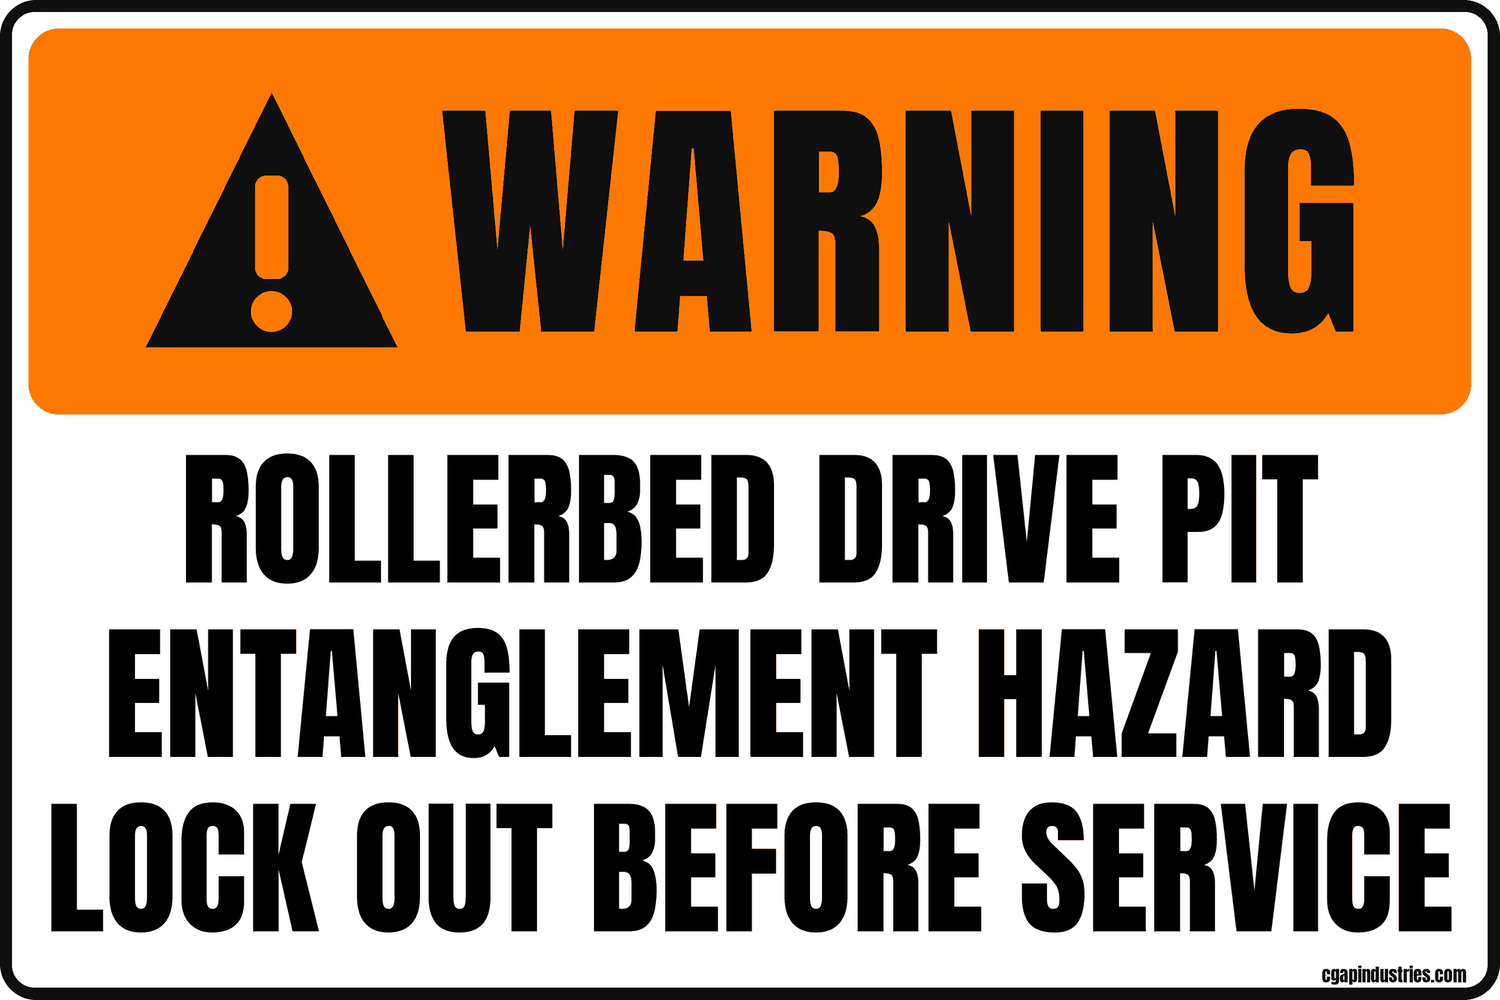 WARNING
ROLLERBED DRIVE PIT
ENTANGLEMENT HAZARD
LOCK OUT BEFORE SERVICE
cgapindustries.com